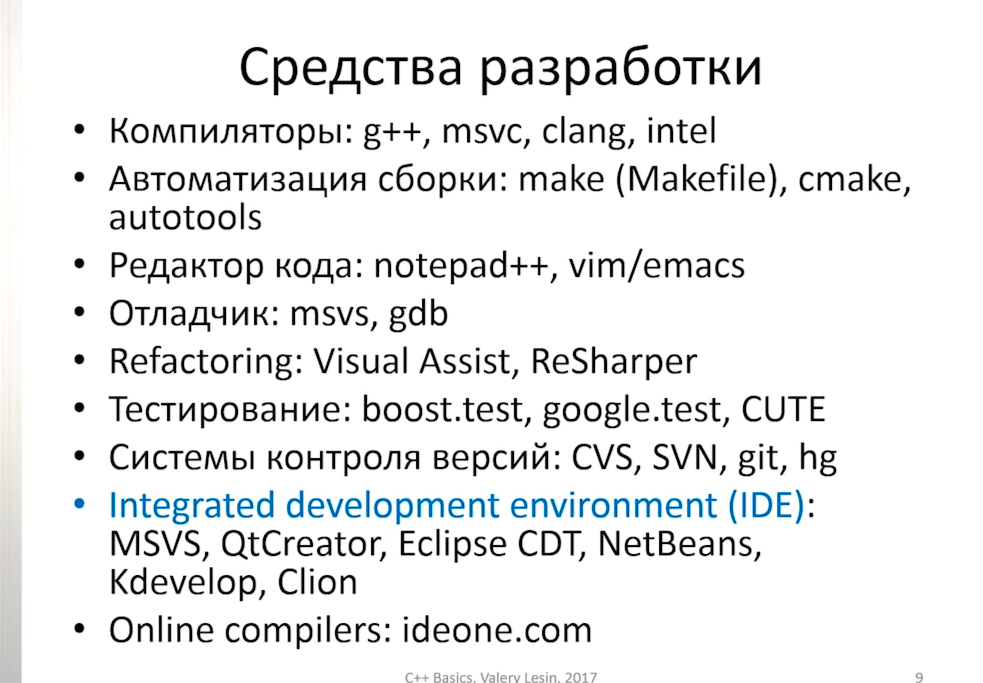 Средства разработки
• Компиляторы: g++, msvc, clang, intel
• Автоматизация сборки: make (Makefile), cmake,
autotools
• Редактор кода: notepad++, vim/emacs
• Отладчик: msvs, gdb
• Refactoring: Visual Assist, ReSharper
• Тестирование: boost.test, google.test, CUTE
• Системы контроля версий: CVS, SVN, git, hg
• Integrated development environment (IDE):
MSVS, QtCreator, Eclipse CDT, NetBeans,
Kdevelop, Clion
• Online compilers: ideone.com
C++ Basics. Valery Lesin. 2017 9